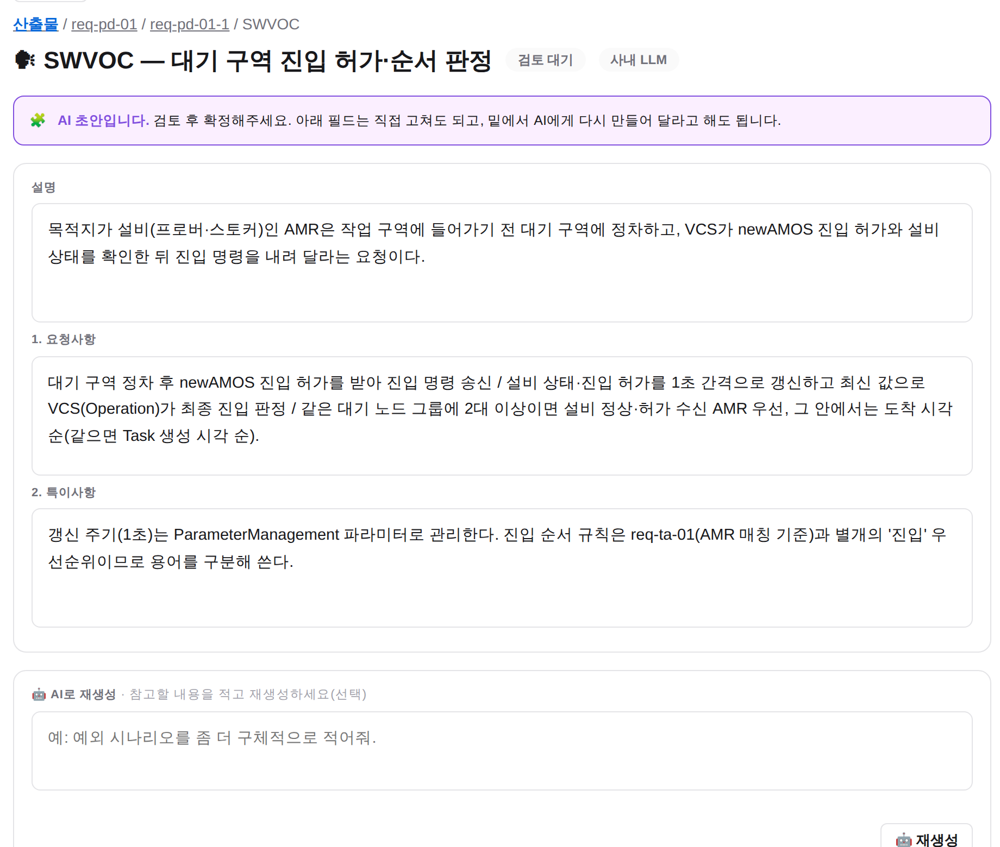 산출물 / req-pd-01 / req-pd-01-1 / SWVOC
🗣 SWVOC — 대기 구역 진입 허가·순서 판정 검토 대기 사내 LLM
🧩 AI 초안입니다. 검토 후 확정해주세요. 아래 필드는 직접 고쳐도 되고, 밑에서 AI에게 다시 만들어 달라고 해도 됩니다.
설명
목적지가 설비(프로버·스토커)인 AMR은 작업 구역에 들어가기 전 대기 구역에 정차하고, VCS가 newAMOS 진입 허가와 설비
상태를 확인한 뒤 진입 명령을 내려 달라는 요청이다.
1. 요청사항
대기 구역 정차 후 newAMOS 진입 허가를 받아 진입 명령 송신 / 설비 상태·진입 허가를 1초 간격으로 갱신하고 최신 값으로
VCS(Operation)가 최종 진입 판정 / 같은 대기 노드 그룹에 2대 이상이면 설비 정상·허가 수신 AMR 우선, 그 안에서는 도착 시각
순(같으면 Task 생성 시각 순).
2. 특이사항
갱신 주기(1초)는 ParameterManagement 파라미터로 관리한다. 진입 순서 규칙은 req-ta-01(AMR 매칭 기준)과 별개의 '진입' 우
선순위이므로 용어를 구분해 쓴다.
🤖 AI로 재생성 · 참고할 내용을 적고 재생성하세요(선택)
예: 예외 시나리오를 좀 더 구체적으로 적어줘.
🤖 재생성